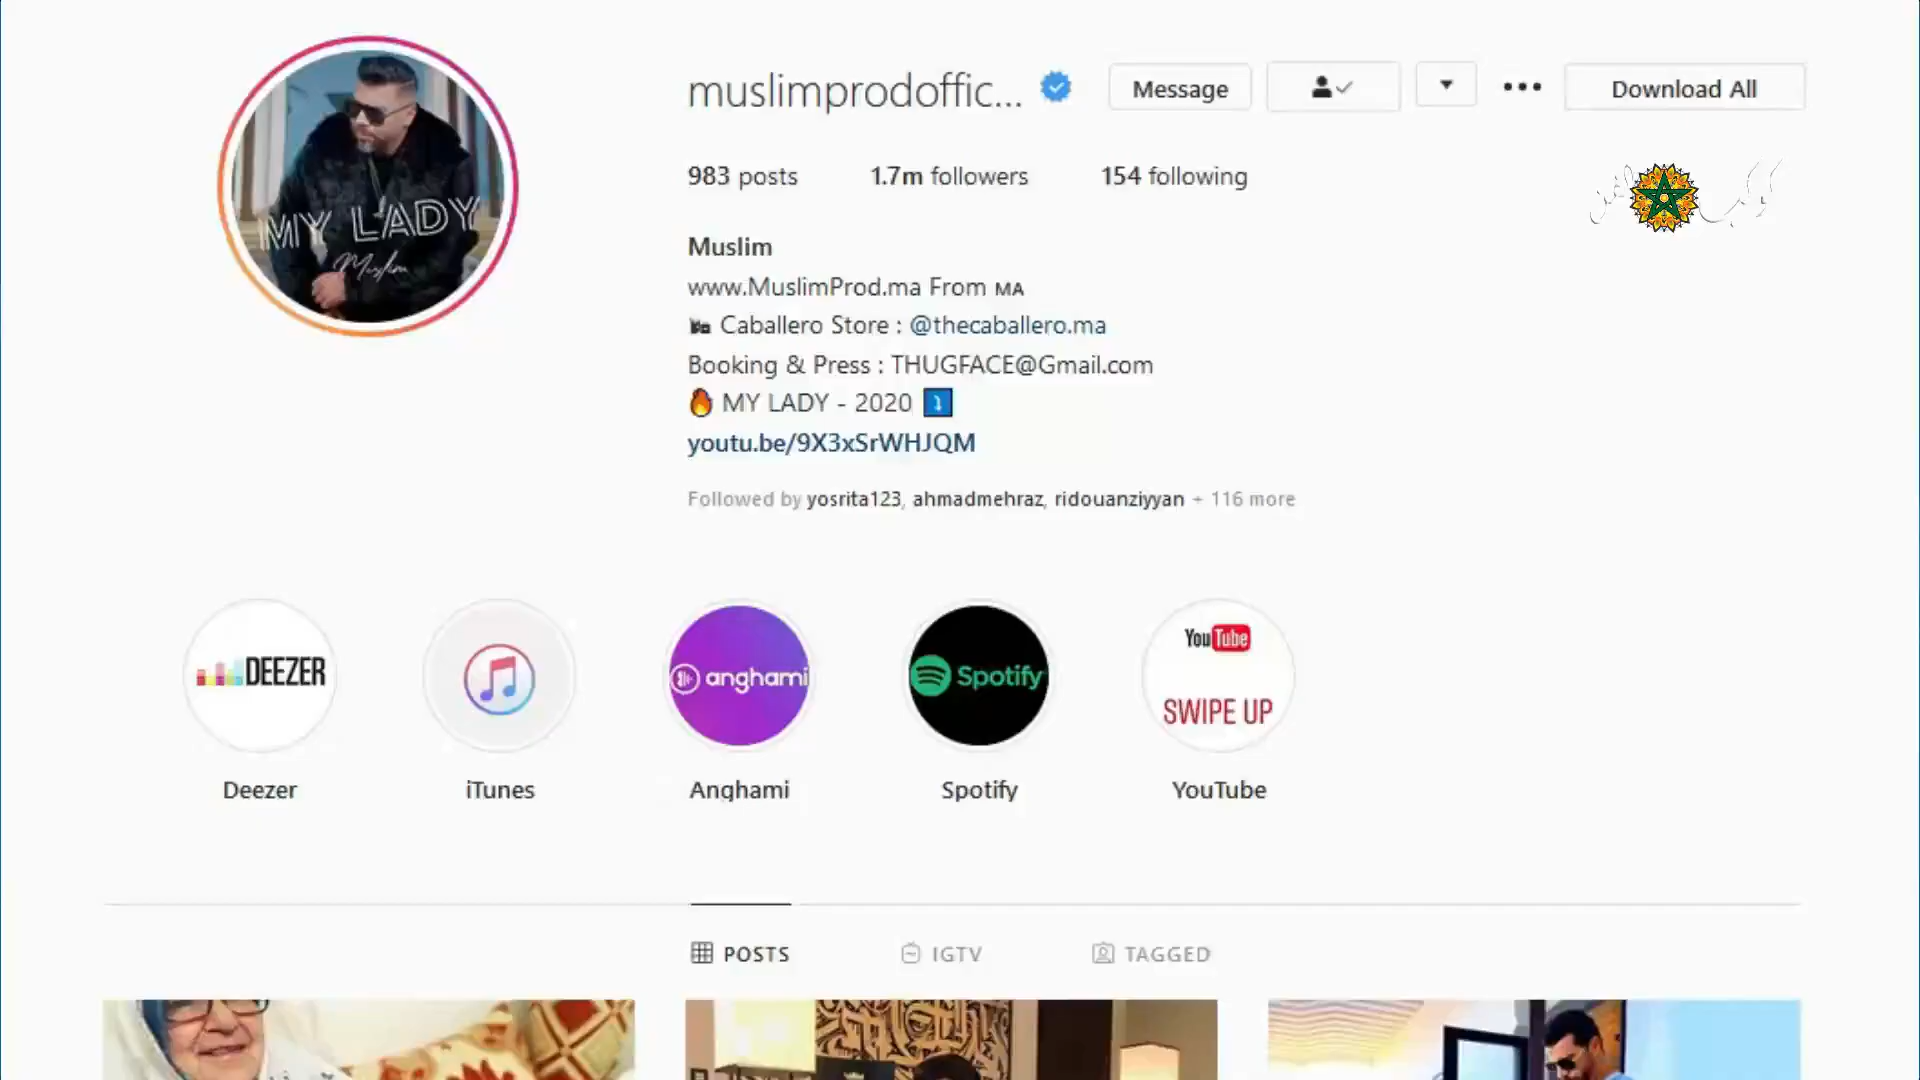 muslimprodoffic...
Message
Download All
983 posts
1.7m followers
154 following
MY LADY
Muslim
Muslim
www.MuslimProd.ma From MA
Caballero Store : @thecaballero.ma
Booking & Press : THUGFACE@Gmail.com
🔥 MY LADY - 2020 ⤵
youtu.be/9X3xSrWHJQM
Followed by yosrita123, ahmadmehraz, ridouanziyyan + 116 more
DEEZER
anghami
Spotify
YouTube
SWIPE UP
Deezer
iTunes
Anghami
Spotify
YouTube
POSTS
IGTV
TAGGED